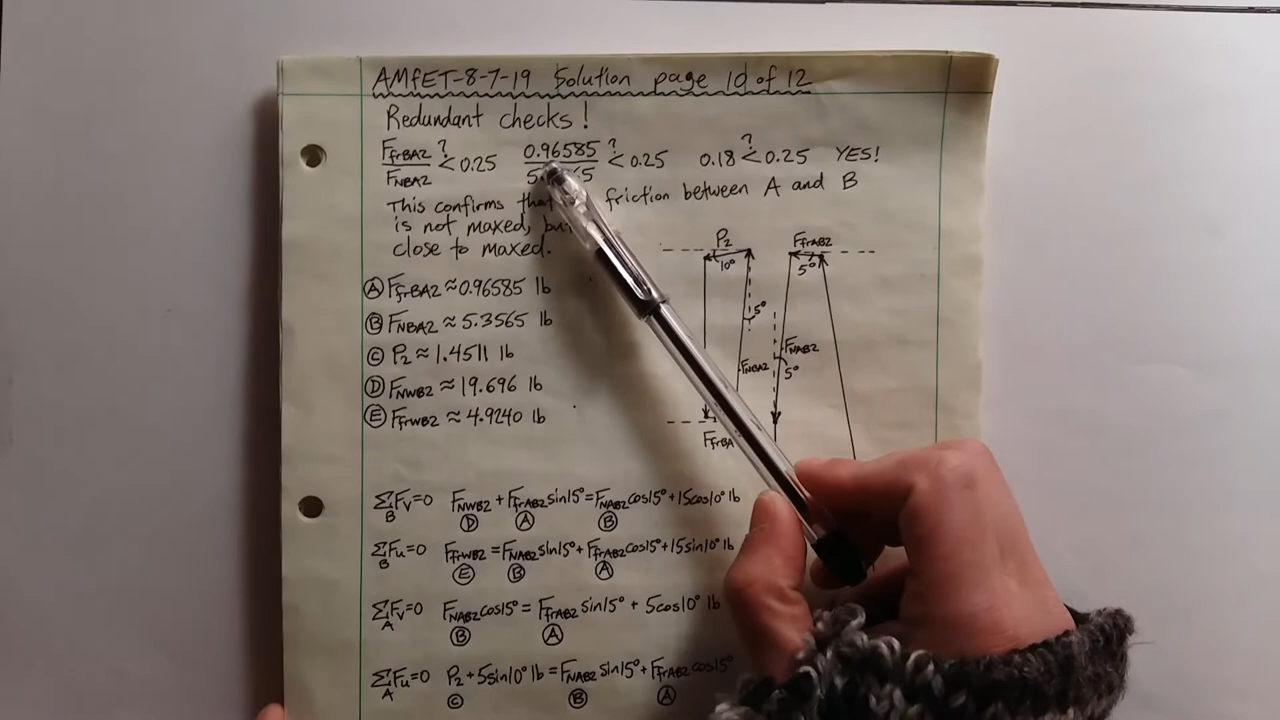 AMfET-8-7-19 Solution page 10 of 12
Redundant checks!
FfrBA2/FNBA2 ?< 0.25 0.96585/5. 65 ?< 0.25 0.18 ?< 0.25 YES!
This confirms that friction between A and B
is not maxed, bu
close to maxed.
P2 FfrAB2
10° 5°
Ⓐ FfrBA2 ≈ 0.96585 lb
5°
Ⓑ FNBA2 ≈ 5.3565 lb
FNAB2
Ⓒ P2 ≈ 1.4511 lb
FNBA2 5°
Ⓓ FNWB2 ≈ 19.696 lb
Ⓔ FfrWB2 ≈ 4.9240 lb
FfrBA
ΣFv=0 FNWB2 + FfrAB2 sin15° = FNAB2 cos15° + 15cos10° lb
B Ⓓ Ⓐ Ⓑ
ΣFu=0 FfrWB2 = FNAB2 sin15° + FfrAB2 cos15° + 15sin10° lb
B Ⓔ Ⓑ Ⓐ
ΣFv=0 FNAB2 cos15° = FfrAB2 sin15° + 5cos10° lb
A Ⓑ Ⓐ
ΣFu=0 P2 + 5sin10° lb = FNAB2 sin15° + FfrAB2 cos15°
A Ⓒ Ⓑ Ⓐ